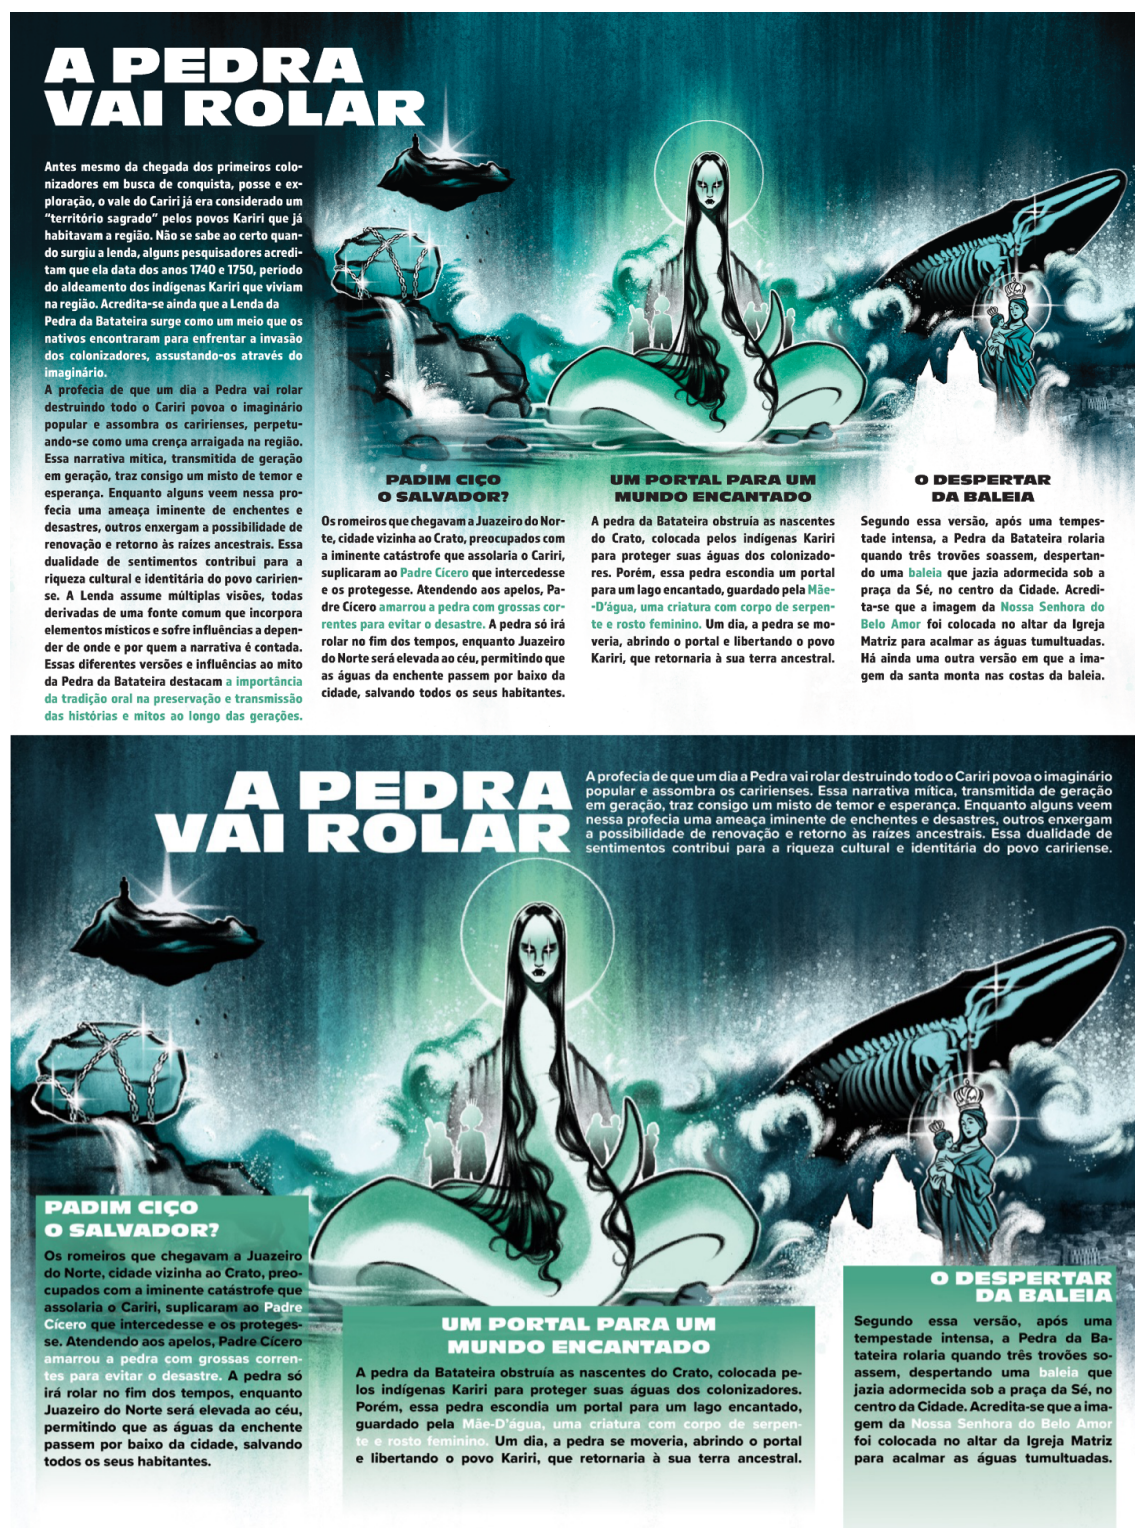 A PEDRA
VAI ROLAR
Antes mesmo da chegada dos primeiros colo-
nizadores em busca de conquista, posse e ex-
ploração, o vale do Cariri já era considerado um
“território sagrado” pelos povos Kariri que já
habitavam a região. Não se sabe ao certo quan-
do surgiu a lenda, alguns pesquisadores acredi-
tam que ela data dos anos 1740 e 1750, período
do aldeamento dos indígenas Kariri que viviam
na região. Acredita-se ainda que a Lenda da
Pedra da Batateira surge como um meio que os
nativos encontraram para enfrentar a invasão
dos colonizadores, assustando-os através do
imaginário.
A profecia de que um dia a Pedra vai rolar
destruindo todo o Cariri povoa o imaginário
popular e assombra os caririenses, perpetu-
ando-se como uma crença arraigada na região.
Essa narrativa mítica, transmitida de geração
em geração, traz consigo um misto de temor e
esperança. Enquanto alguns veem nessa pro-
fecia uma ameaça iminente de enchentes e
desastres, outros enxergam a possibilidade de
renovação e retorno às raízes ancestrais. Essa
dualidade de sentimentos contribui para a
riqueza cultural e identitária do povo caririen-
se. A Lenda assume múltiplas visões, todas
derivadas de uma fonte comum que incorpora
elementos místicos e sofre influências a depen-
der de onde e por quem a narrativa é contada.
Essas diferentes versões e influências ao mito
da Pedra da Batateira destacam a importância
da tradição oral na preservação e transmissão
das histórias e mitos ao longo das gerações.
PADIM CIÇO
O SALVADOR?
Os romeiros que chegavam a Juazeiro do Nor-
te, cidade vizinha ao Crato, preocupados com
a iminente catástrofe que assolaria o Cariri,
suplicaram ao Padre Cícero que intercedesse
e os protegesse. Atendendo aos apelos, Pa-
dre Cícero amarrou a pedra com grossas cor-
rentes para evitar o desastre. A pedra só irá
rolar no fim dos tempos, enquanto Juazeiro
do Norte será elevada ao céu, permitindo que
as águas da enchente passem por baixo da
cidade, salvando todos os seus habitantes.
UM PORTAL PARA UM
MUNDO ENCANTADO
A pedra da Batateira obstruía as nascentes
do Crato, colocada pelos indígenas Kariri
para proteger suas águas dos colonizado-
res. Porém, essa pedra escondia um portal
para um lago encantado, guardado pela Mãe-
-D’água, uma criatura com corpo de serpen-
te e rosto feminino. Um dia, a pedra se mo-
veria, abrindo o portal e libertando o povo
Kariri, que retornaria à sua terra ancestral.
O DESPERTAR
DA BALEIA
Segundo essa versão, após uma tempes-
tade intensa, a Pedra da Batateira rolaria
quando três trovões soassem, despertan-
do uma baleia que jazia adormecida sob a
praça da Sé, no centro da Cidade. Acredi-
ta-se que a imagem da Nossa Senhora do
Belo Amor foi colocada no altar da Igreja
Matriz para acalmar as águas tumultuadas.
Há ainda uma outra versão em que a ima-
gem da santa monta nas costas da baleia.
A PEDRA
VAI ROLAR
A profecia de que um dia a Pedra vai rolar destruindo todo o Cariri povoa o imaginário
popular e assombra os caririenses. Essa narrativa mítica, transmitida de geração
em geração, traz consigo um misto de temor e esperança. Enquanto alguns veem
nessa profecia uma ameaça iminente de enchentes e desastres, outros enxergam
a possibilidade de renovação e retorno às raízes ancestrais. Essa dualidade de
sentimentos contribui para a riqueza cultural e identitária do povo caririense.
PADIM CIÇO
O SALVADOR?
Os romeiros que chegavam a Juazeiro
do Norte, cidade vizinha ao Crato, preo-
cupados com a iminente catástrofe que
assolaria o Cariri, suplicaram ao Padre
Cícero que intercedesse e os proteges-
se. Atendendo aos apelos, Padre Cícero
amarrou a pedra com grossas corren-
tes para evitar o desastre. A pedra só
irá rolar no fim dos tempos, enquanto
Juazeiro do Norte será elevada ao céu,
permitindo que as águas da enchente
passem por baixo da cidade, salvando
todos os seus habitantes.
UM PORTAL PARA UM
MUNDO ENCANTADO
A pedra da Batateira obstruía as nascentes do Crato, colocada pe-
los indígenas Kariri para proteger suas águas dos colonizadores.
Porém, essa pedra escondia um portal para um lago encantado,
guardado pela Mãe-D’água, uma criatura com corpo de serpen-
te e rosto feminino. Um dia, a pedra se moveria, abrindo o portal
e libertando o povo Kariri, que retornaria à sua terra ancestral.
O DESPERTAR
DA BALEIA
Segundo essa versão, após uma
tempestade intensa, a Pedra da Ba-
tateira rolaria quando três trovões so-
assem, despertando uma baleia que
jazia adormecida sob a praça da Sé, no
centro da Cidade. Acredita-se que a ima-
gem da Nossa Senhora do Belo Amor
foi colocada no altar da Igreja Matriz
para acalmar as águas tumultuadas.